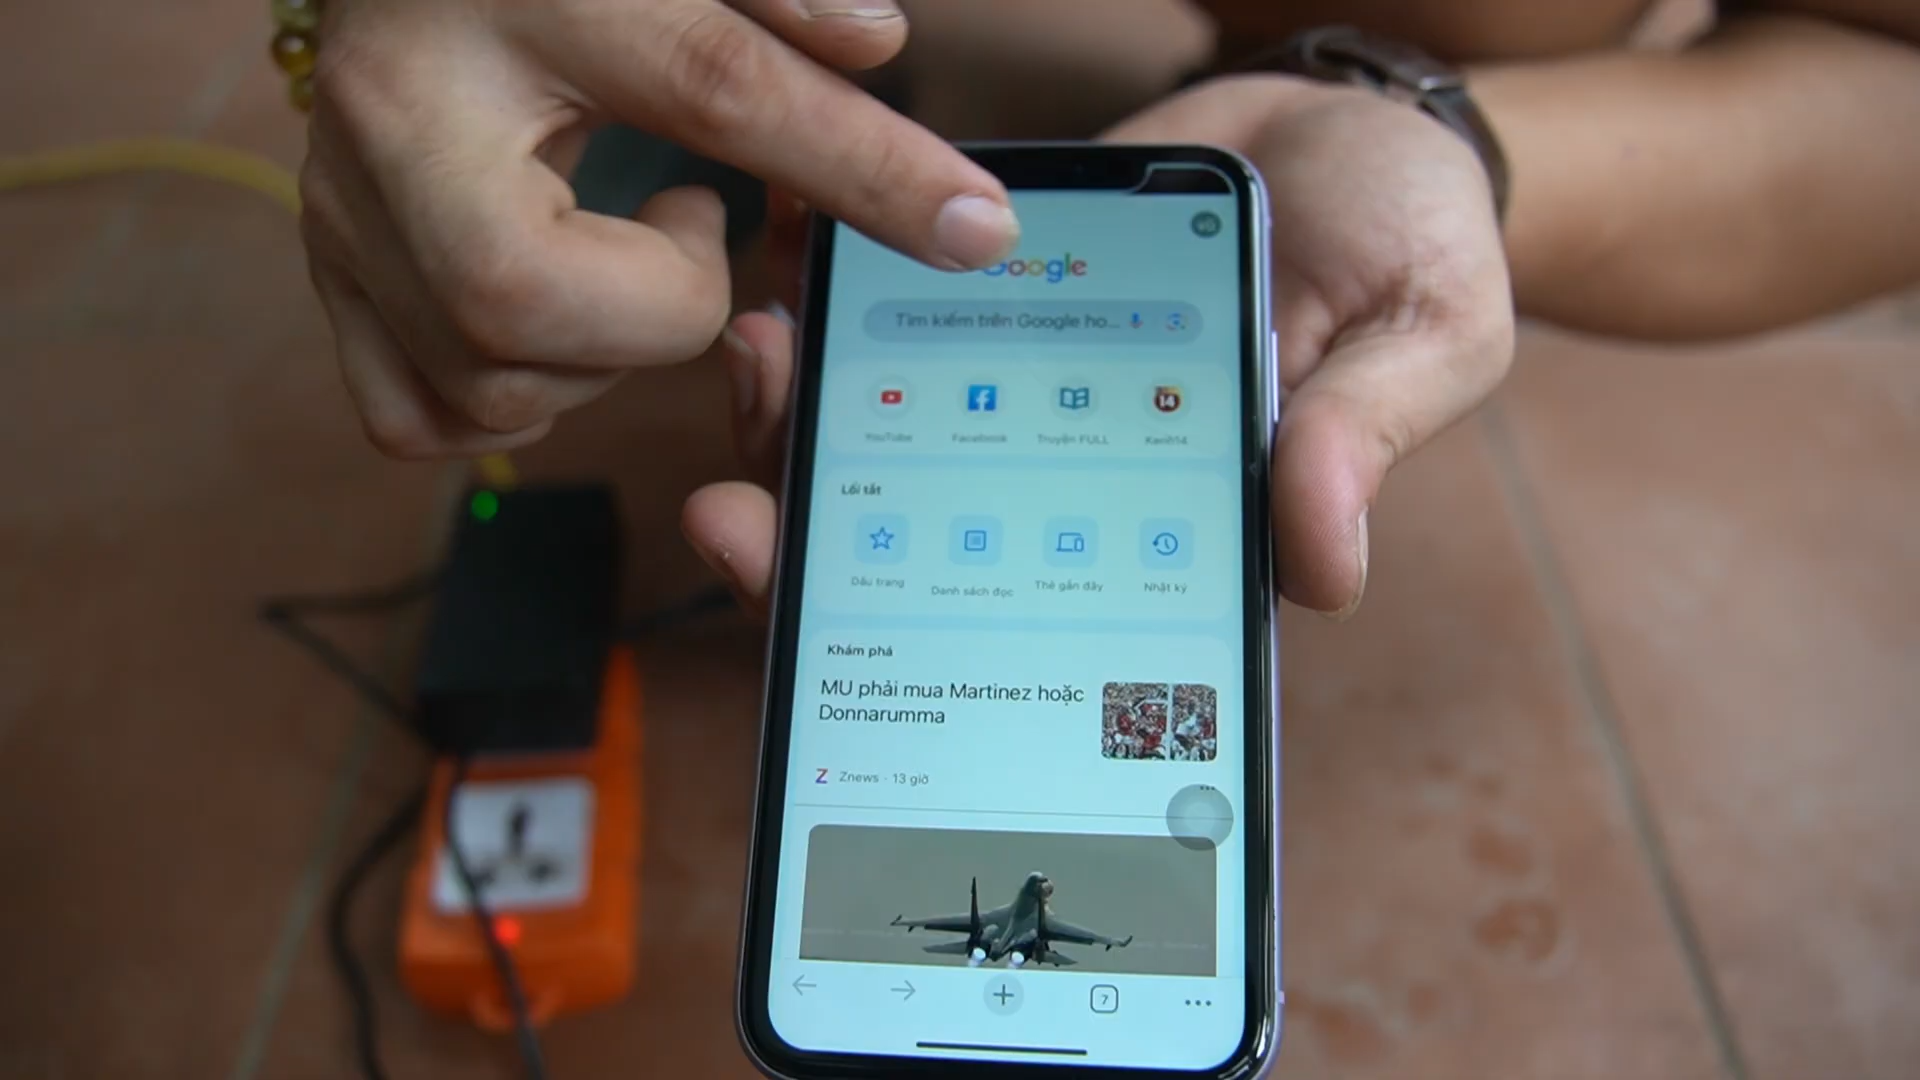 Google
Tìm kiếm trên Google ho...
YouTube
Facebook
Truyện FULL
Kenh14
Lối tắt
Dấu trang
Danh sách đọc
Thẻ gần đây
Nhật ký
Khám phá
MU phải mua Martinez hoặc
Donnarumma
Znews · 13 giờ
7